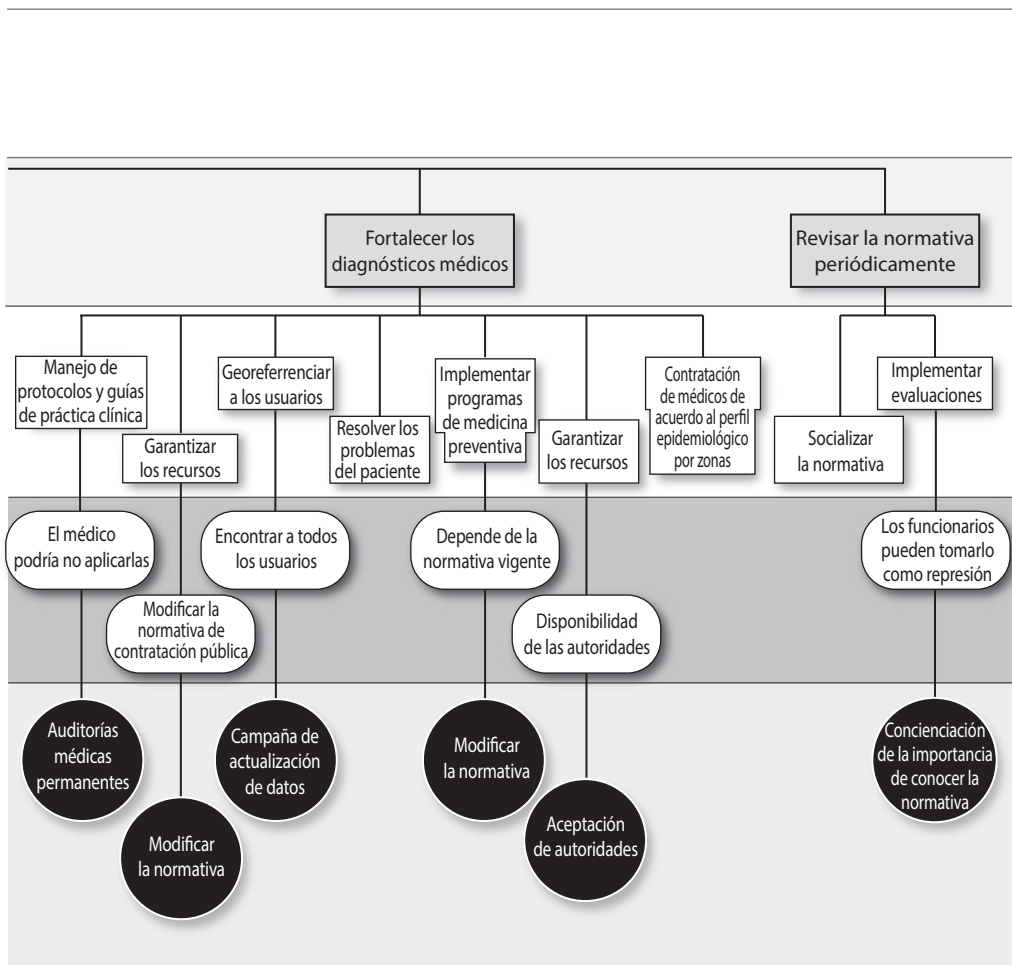 Fortalecer los
diagnósticos médicos
Revisar la normativa
periódicamente
Manejo de
protocolos y guías
de práctica clínica
Garantizar
los recursos
Georeferrenciar
a los usuarios
Resolver los
problemas
del paciente
Implementar
programas
de medicina
preventiva
Garantizar
los recursos
Contratación
de médicos de
acuerdo al perfil
epidemiológico
por zonas
Socializar
la normativa
Implementar
evaluaciones
El médico
podría no aplicarlas
Modificar la
normativa de
contratación pública
Encontrar a todos
los usuarios
Depende de la
normativa vigente
Disponibilidad
de las autoridades
Los funcionarios
pueden tomarlo
como represión
Auditorías
médicas
permanentes
Modificar
la normativa
Campaña de
actualización
de datos
Modificar
la normativa
Aceptación
de autoridades
Concienciación
de la importancia
de conocer la
normativa